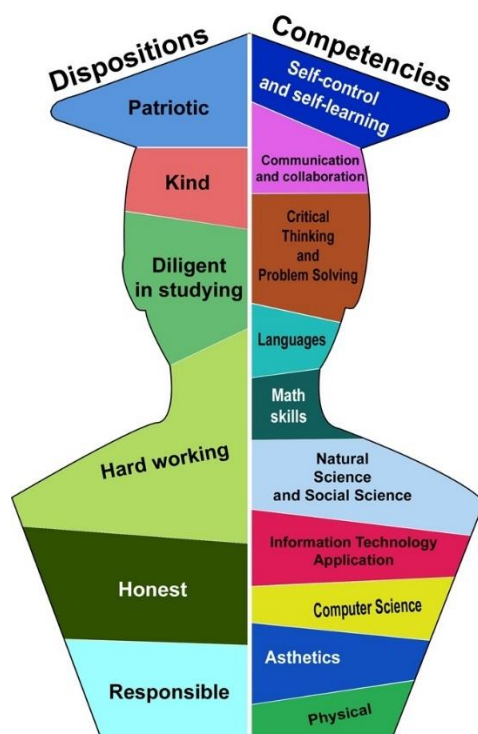 Dispositions
Patriotic
Kind
Diligent
in studying
Hard working
Honest
Responsible
Competencies
Self-control
and self-learning
Communication
and collaboration
Critical
Thinking
and
Problem Solving
Languages
Math
skills
Natural
Science
and Social Science
Information Technology
Application
Computer Science
Asthetics
Physical